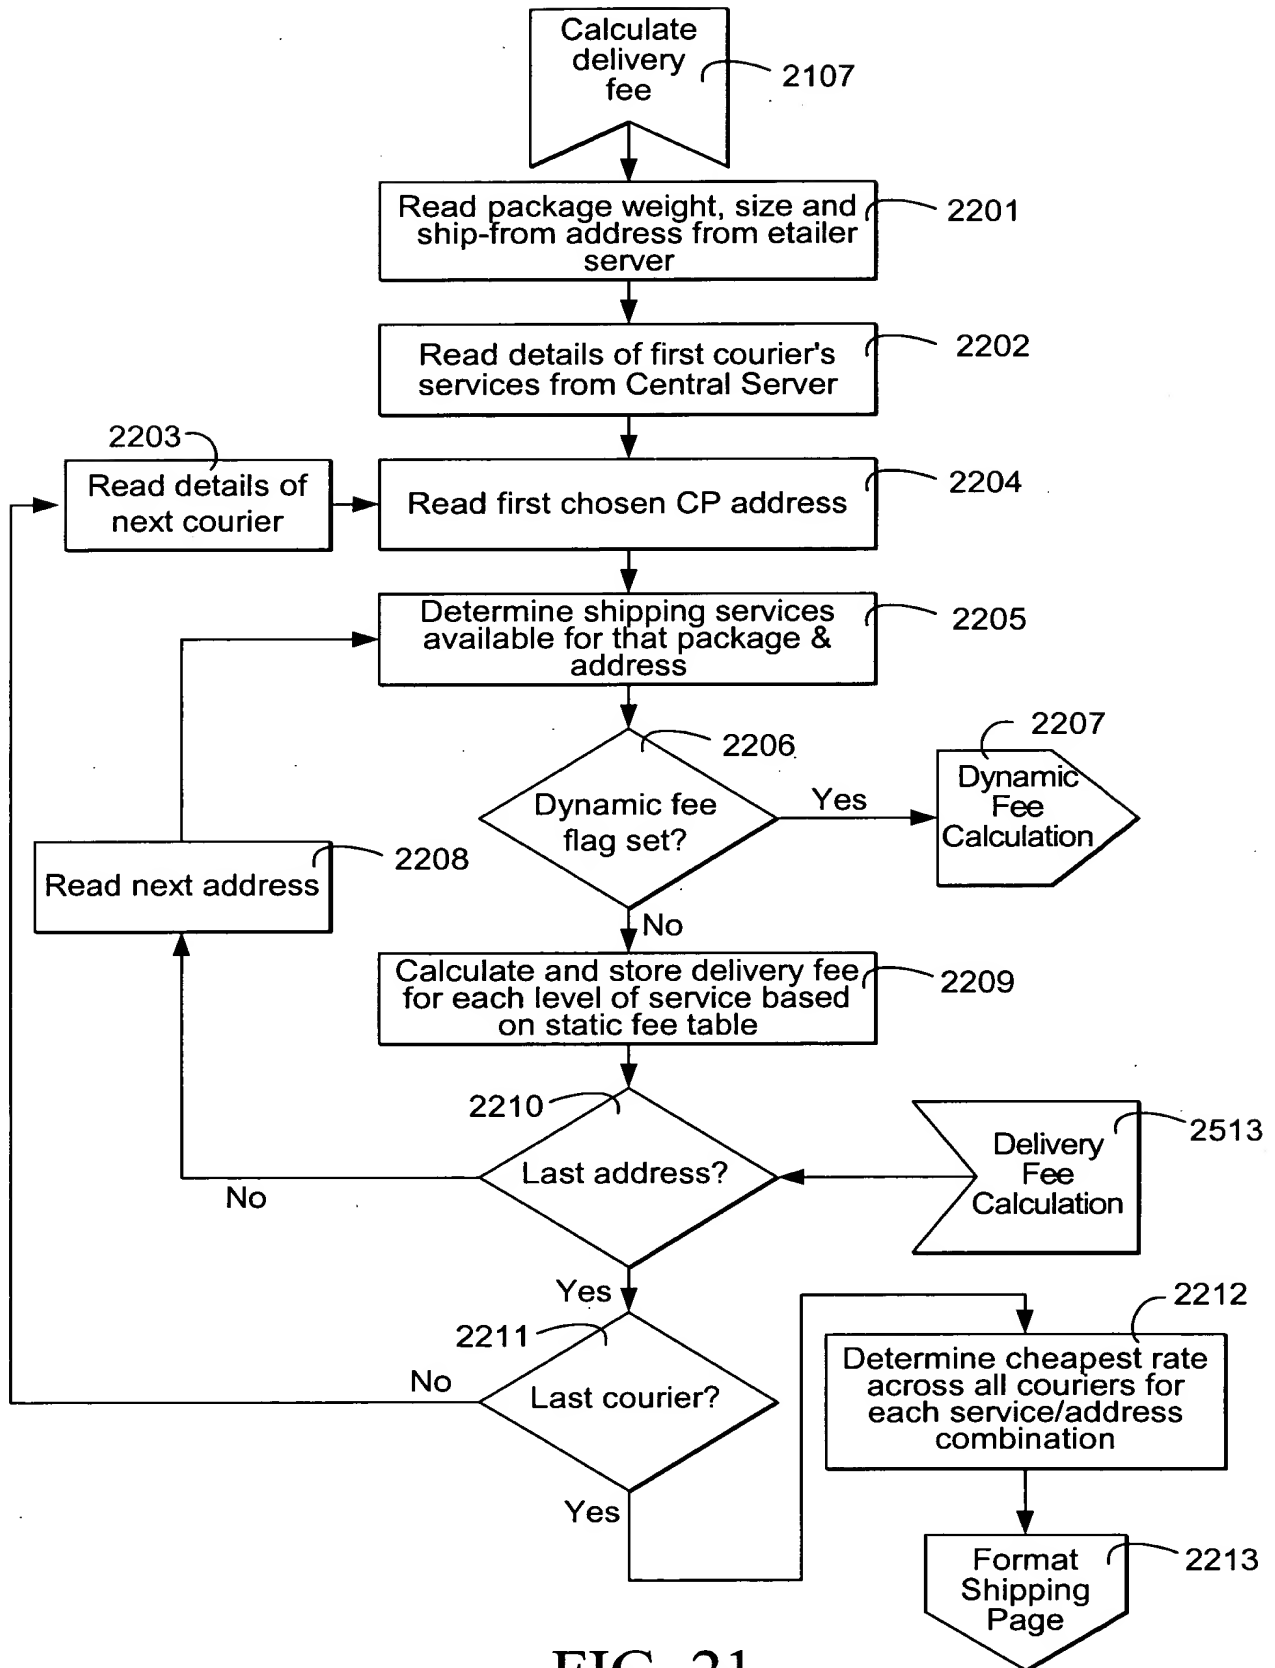 Calculate
delivery
fee
2107
Read package weight, size and
ship-from address from etailer
server
2201
Read details of first courier's
services from Central Server
2202
2203
Read details of
next courier
Read first chosen CP address
2204
Determine shipping services
available for that package &
address
2205
2206
Dynamic fee
flag set?
Yes
2207
Dynamic
Fee
Calculation
Read next address
2208
No
Calculate and store delivery fee
for each level of service based
on static fee table
2209
2210
Last address?
No
2513
Delivery
Fee
Calculation
Yes
2211
Last courier?
No
Yes
2212
Determine cheapest rate
across all couriers for
each service/address
combination
2213
Format
Shipping
Page
FIG. 21